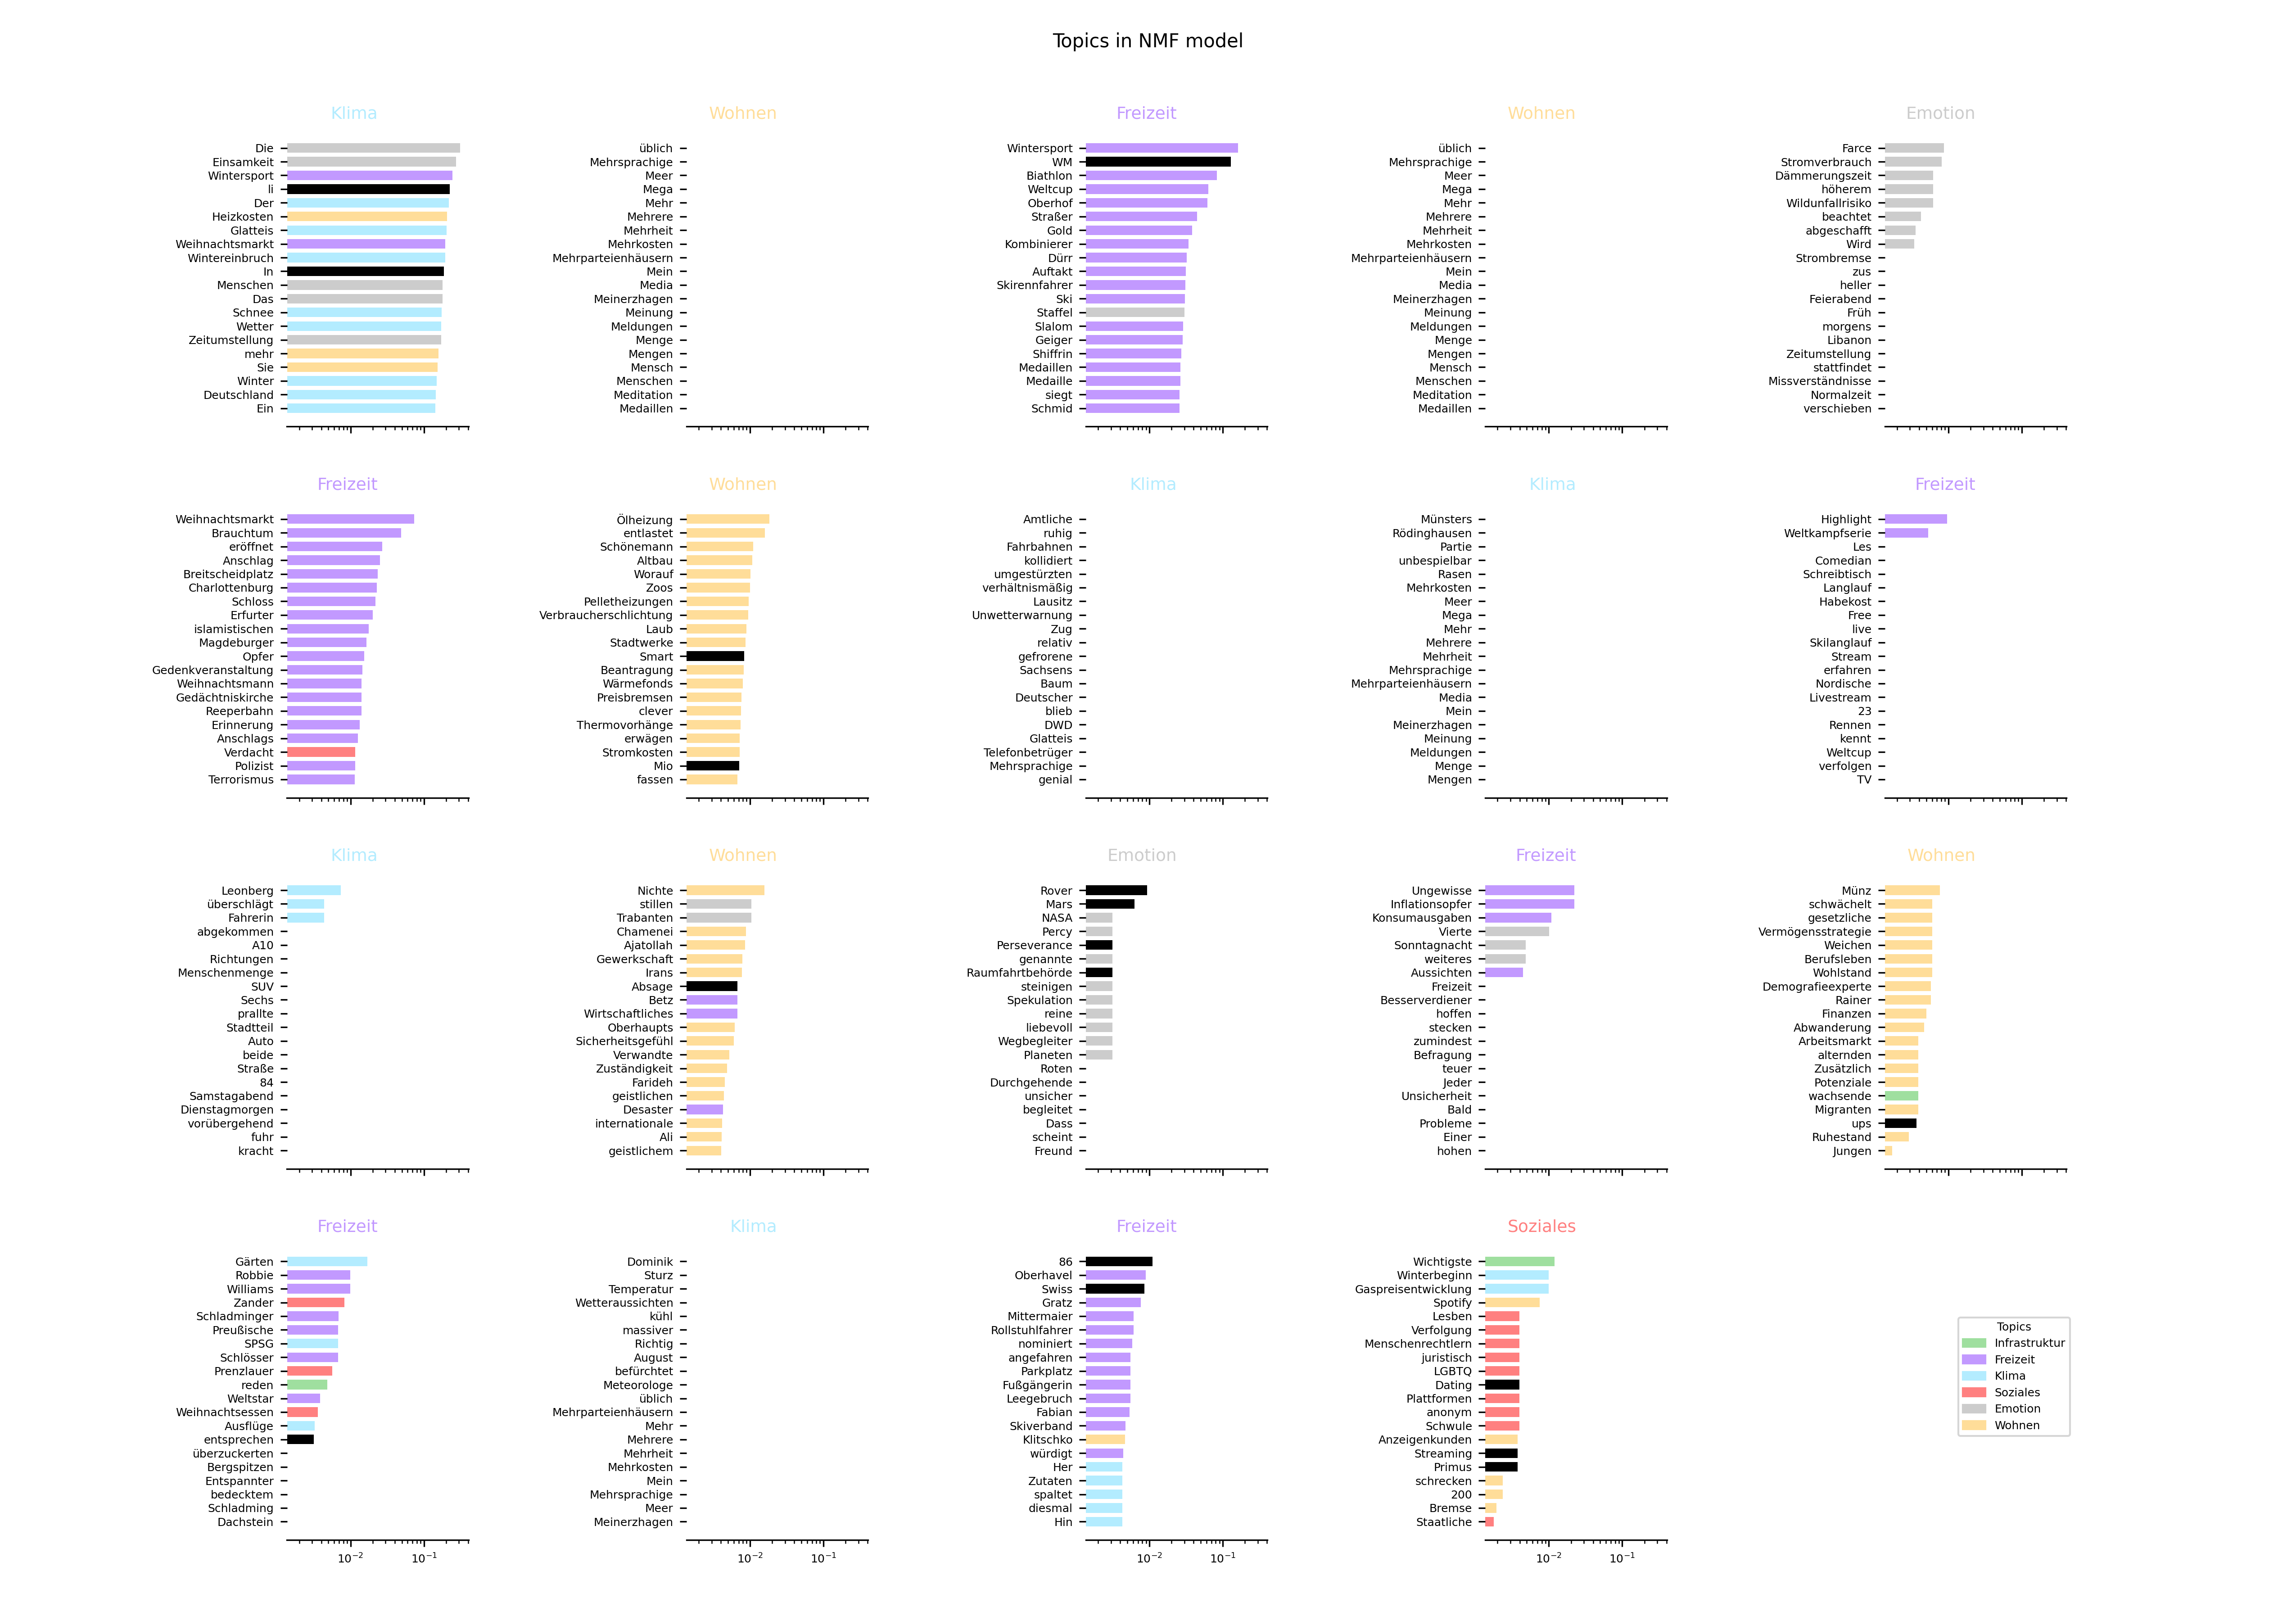 Topics in NMF model
Klima
Die
Einsamkeit
Wintersport
li
Der
Heizkosten
Glatteis
Weihnachtsmarkt
Wintereinbruch
In
Menschen
Das
Schnee
Wetter
Zeitumstellung
mehr
Sie
Winter
Deutschland
Ein
Wohnen
üblich
Mehrsprachige
Meer
Mega
Mehr
Mehrere
Mehrheit
Mehrkosten
Mehrparteienhäusern
Mein
Media
Meinerzhagen
Meinung
Meldungen
Menge
Mengen
Mensch
Menschen
Meditation
Medaillen
Freizeit
Wintersport
WM
Biathlon
Weltcup
Oberhof
Straßer
Gold
Kombinierer
Dürr
Auftakt
Skirennfahrer
Ski
Staffel
Slalom
Geiger
Shiffrin
Medaillen
Medaille
siegt
Schmid
Wohnen
üblich
Mehrsprachige
Meer
Mega
Mehr
Mehrere
Mehrheit
Mehrkosten
Mehrparteienhäusern
Mein
Media
Meinerzhagen
Meinung
Meldungen
Menge
Mengen
Mensch
Menschen
Meditation
Medaillen
Emotion
Farce
Stromverbrauch
Dämmerungszeit
höherem
Wildunfallrisiko
beachtet
abgeschafft
Wird
Strombremse
zus
heller
Feierabend
Früh
morgens
Libanon
Zeitumstellung
stattfindet
Missverständnisse
Normalzeit
verschieben
Freizeit
Weihnachtsmarkt
Brauchtum
eröffnet
Anschlag
Breitscheidplatz
Charlottenburg
Schloss
Erfurter
islamistischen
Magdeburger
Opfer
Gedenkveranstaltung
Weihnachtsmann
Gedächtniskirche
Reeperbahn
Erinnerung
Anschlags
Verdacht
Polizist
Terrorismus
Wohnen
Ölheizung
entlastet
Schönemann
Altbau
Worauf
Zoos
Pelletheizungen
Verbraucherschlichtung
Laub
Stadtwerke
Smart
Beantragung
Wärmefonds
Preisbremsen
clever
Thermovorhänge
erwägen
Stromkosten
Mio
fassen
Klima
Amtliche
ruhig
Fahrbahnen
kollidiert
umgestürzten
verhältnismäßig
Lausitz
Unwetterwarnung
Zug
relativ
gefrorene
Sachsens
Baum
Deutscher
blieb
DWD
Glatteis
Telefonbetrüger
Mehrsprachige
genial
Klima
Münsters
Rödinghausen
Partie
unbespielbar
Rasen
Mehrkosten
Meer
Mega
Mehr
Mehrere
Mehrheit
Mehrsprachige
Mehrparteienhäusern
Media
Mein
Meinerzhagen
Meinung
Meldungen
Menge
Mengen
Freizeit
Highlight
Weltkampfserie
Les
Comedian
Schreibtisch
Langlauf
Habekost
Free
live
Skilanglauf
Stream
erfahren
Nordische
Livestream
23
Rennen
kennt
Weltcup
verfolgen
TV
Klima
Leonberg
überschlägt
Fahrerin
abgekommen
A10
Richtungen
Menschenmenge
SUV
Sechs
prallte
Stadtteil
Auto
beide
Straße
84
Samstagabend
Dienstagmorgen
vorübergehend
fuhr
kracht
Wohnen
Nichte
stillen
Trabanten
Chamenei
Ajatollah
Gewerkschaft
Irans
Absage
Betz
Wirtschaftliches
Oberhaupts
Sicherheitsgefühl
Verwandte
Zuständigkeit
Farideh
geistlichen
Desaster
internationale
Ali
geistlichem
Emotion
Rover
Mars
NASA
Percy
Perseverance
genannte
Raumfahrtbehörde
steinigen
Spekulation
reine
liebevoll
Wegbegleiter
Planeten
Roten
Durchgehende
unsicher
begleitet
Dass
scheint
Freund
Freizeit
Ungewisse
Inflationsopfer
Konsumausgaben
Vierte
Sonntagnacht
weiteres
Aussichten
Freizeit
Besserverdiener
hoffen
stecken
zumindest
Befragung
teuer
Jeder
Unsicherheit
Bald
Probleme
Einer
hohen
Wohnen
Münz
schwächelt
gesetzliche
Vermögensstrategie
Weichen
Berufsleben
Wohlstand
Demografieexperte
Rainer
Finanzen
Abwanderung
Arbeitsmarkt
alternden
Zusätzlich
Potenziale
wachsende
Migranten
ups
Ruhestand
Jungen
Freizeit
Gärten
Robbie
Williams
Zander
Schladminger
Preußische
SPSG
Schlösser
Prenzlauer
reden
Weltstar
Weihnachtsessen
Ausflüge
entsprechen
überzuckerten
Bergspitzen
Entspannter
bedecktem
Schladming
Dachstein
10⁻² 10⁻¹
Klima
Dominik
Sturz
Temperatur
Wetteraussichten
kühl
massiver
Richtig
August
befürchtet
Meteorologe
üblich
Mehrparteienhäusern
Mehr
Mehrere
Mehrheit
Mehrkosten
Mein
Mehrsprachige
Meer
Meinerzhagen
10⁻² 10⁻¹
Freizeit
86
Oberhavel
Swiss
Gratz
Mittermaier
Rollstuhlfahrer
nominiert
angefahren
Parkplatz
Fußgängerin
Leegebruch
Fabian
Skiverband
Klitschko
würdigt
Her
Zutaten
spaltet
diesmal
Hin
10⁻² 10⁻¹
Soziales
Wichtigste
Winterbeginn
Gaspreisentwicklung
Spotify
Lesben
Verfolgung
Menschenrechtlern
juristisch
LGBTQ
Dating
Plattformen
anonym
Schwule
Anzeigenkunden
Streaming
Primus
schrecken
200
Bremse
Staatliche
10⁻² 10⁻¹
Topics
Infrastruktur
Freizeit
Klima
Soziales
Emotion
Wohnen